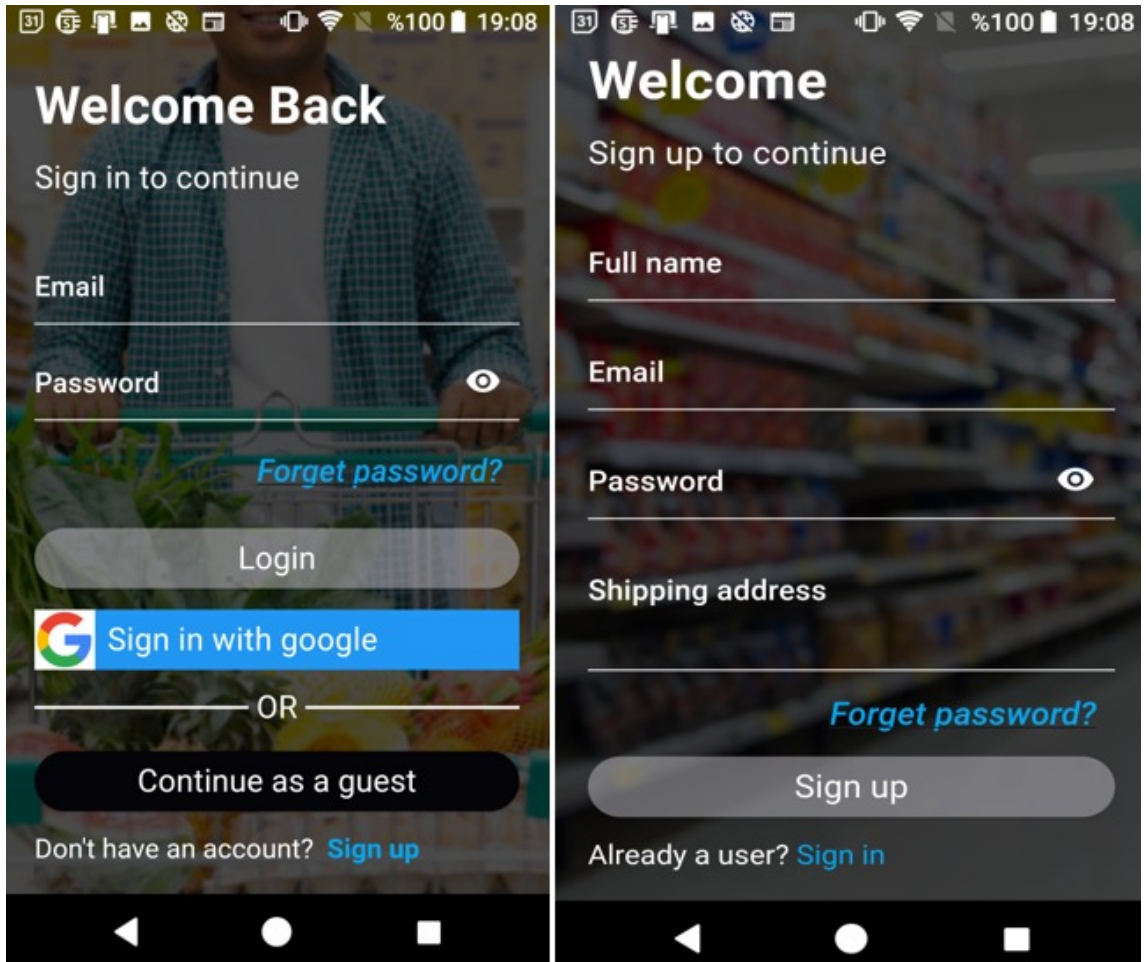 31 %100 19:08
Welcome Back
Sign in to continue
Email
Password
Forget password?
Login
G Sign in with google
OR
Continue as a guest
Don't have an account? Sign up
31 %100 19:08
Welcome
Sign up to continue
Full name
Email
Password
Shipping address
Forget password?
Sign up
Already a user? Sign in